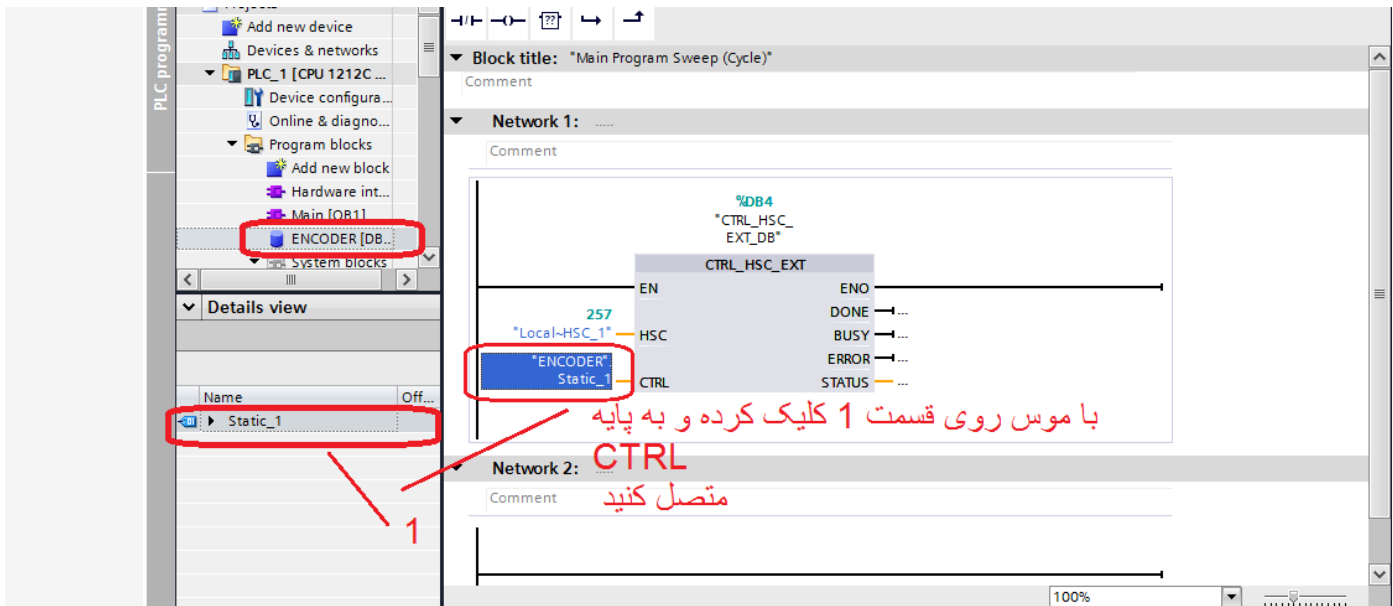 PLC programm
Projects
Add new device
Devices & networks
PLC_1 [CPU 1212C ...
Device configura...
Online & diagno...
Program blocks
Add new block
Hardware int...
Main [OB1]
ENCODER [DB..
System blocks
Details view
Name Off...
Static_1
1
??
Block title: "Main Program Sweep (Cycle)"
Comment
Network 1: .....
Comment
%DB4
"CTRL_HSC_
EXT_DB"
CTRL_HSC_EXT
EN ENO
DONE ...
257
"Local~HSC_1" HSC BUSY ...
"ENCODER". ERROR ...
Static_1 CTRL STATUS ...
با موس روی قسمت 1 کلیک کرده و به پایه
CTRL
متصل کنید
Network 2: .....
Comment
100%